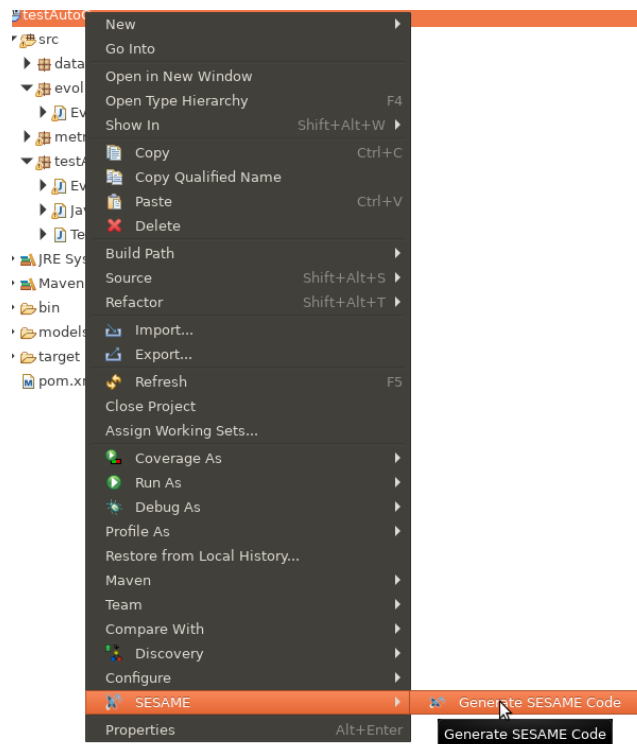 testAuto
New
src
Go Into
data
Open in New Window
evol
Open Type Hierarchy F4
Ev
Show In Shift+Alt+W
metr
Copy Ctrl+C
testA
Copy Qualified Name
Ev
Paste Ctrl+V
Ja
Delete
Te
Build Path
JRE Sys
Source Shift+Alt+S
Maven
Refactor Shift+Alt+T
bin
Import...
models
Export...
target
Refresh F5
pom.x
Close Project
Assign Working Sets...
Coverage As
Run As
Debug As
Profile As
Restore from Local History...
Maven
Team
Compare With
Discovery
Configure
SESAME
Generate SESAME Code
Properties Alt+Enter
Generate SESAME Code